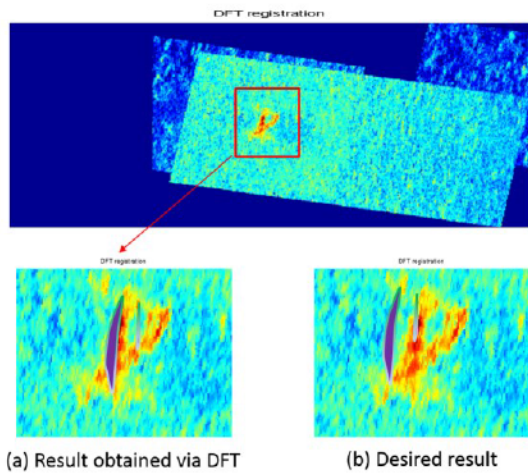 DFT registration
DFT registration
DFT registration
(a) Result obtained via DFT
(b) Desired result